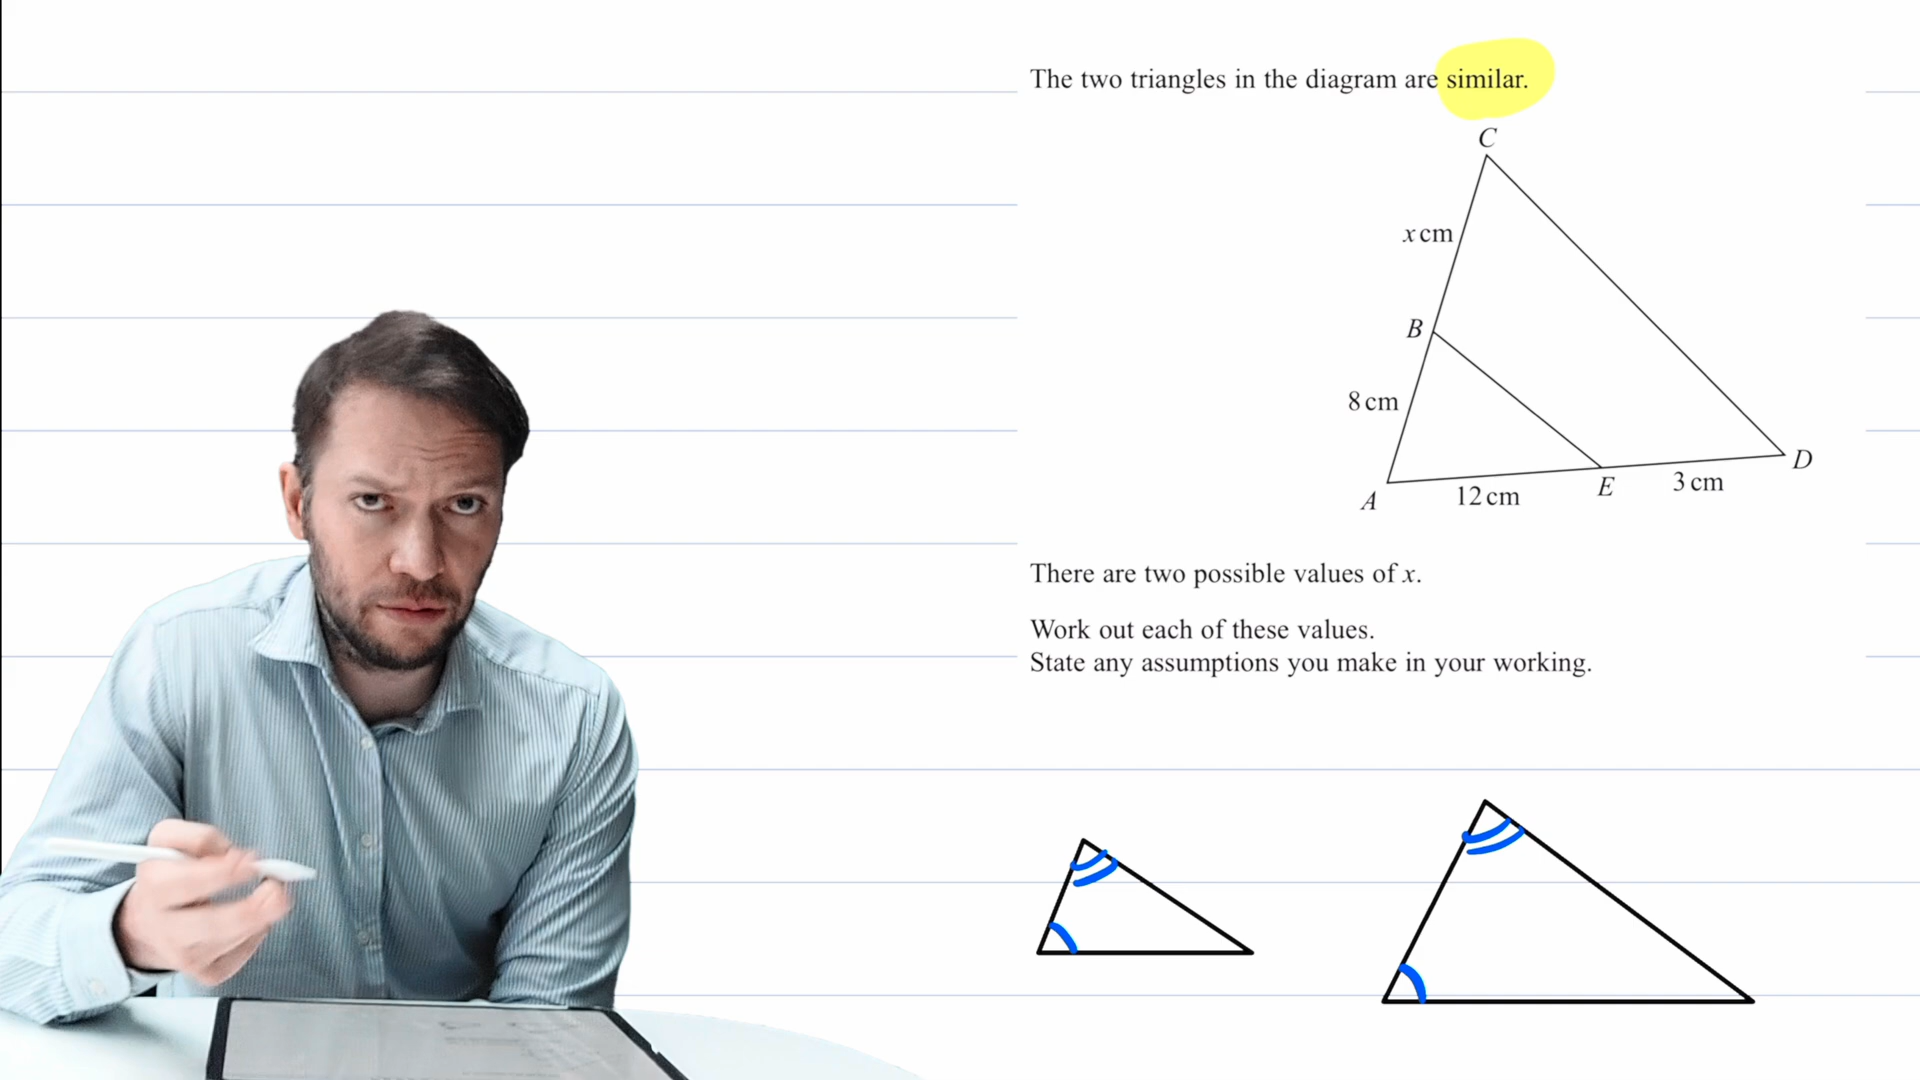 The two triangles in the diagram are similar.
C
x cm
B
8 cm
A
12 cm
E
3 cm
D
There are two possible values of x.
Work out each of these values.
State any assumptions you make in your working.